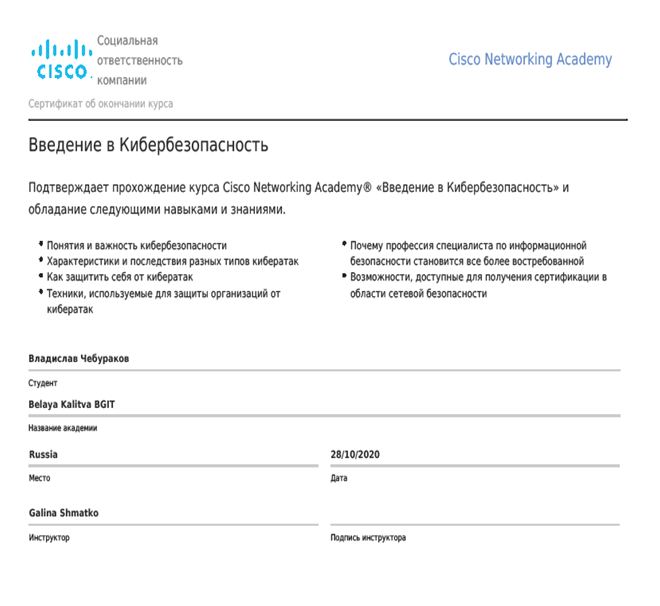 CISCO.
Социальная
ответственность
компании
Cisco Networking Academy
Сертификат об окончании курса
Введение в Кибербезопасность
Подтверждает прохождение курса Cisco Networking Academy® «Введение в Кибербезопасность» и
обладание следующими навыками и знаниями.
• Понятия и важность кибербезопасности
• Характеристики и последствия разных типов кибератак
• Как защитить себя от кибератак
• Техники, используемые для защиты организаций от
кибератак
• Почему профессия специалиста по информационной
безопасности становится все более востребованной
• Возможности, доступные для получения сертификации в
области сетевой безопасности
Владислав Чебураков
Студент
Belaya Kalitva BGIT
Название академии
Russia
Место
28/10/2020
Дата
Galina Shmatko
Инструктор
Подпись инструктора